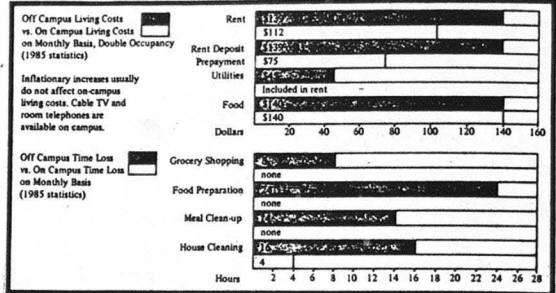 Off Campus Living Costs
vs. On Campus Living Costs
on Monthly Basis, Double Occupancy
(1985 statistics)
Inflationary increases usually
do not affect on-campus
living costs. Cable TV and
room telephones are
available on campus.
Rent
$112
Rent Deposit
Prepayment
$139
$75
Utilities
Included in rent
Food
$140
$140
Dollars
20 40 60 80 100 120 140 160
Off Campus Time Loss
vs. On Campus Time Loss
on Monthly Basis
(1985 statistics)
Grocery Shopping
none
Food Preparation
none
Meal Clean-up
none
House Cleaning
16
4
Hours
2 4 6 8 10 12 14 16 18 20 22 24 26 28